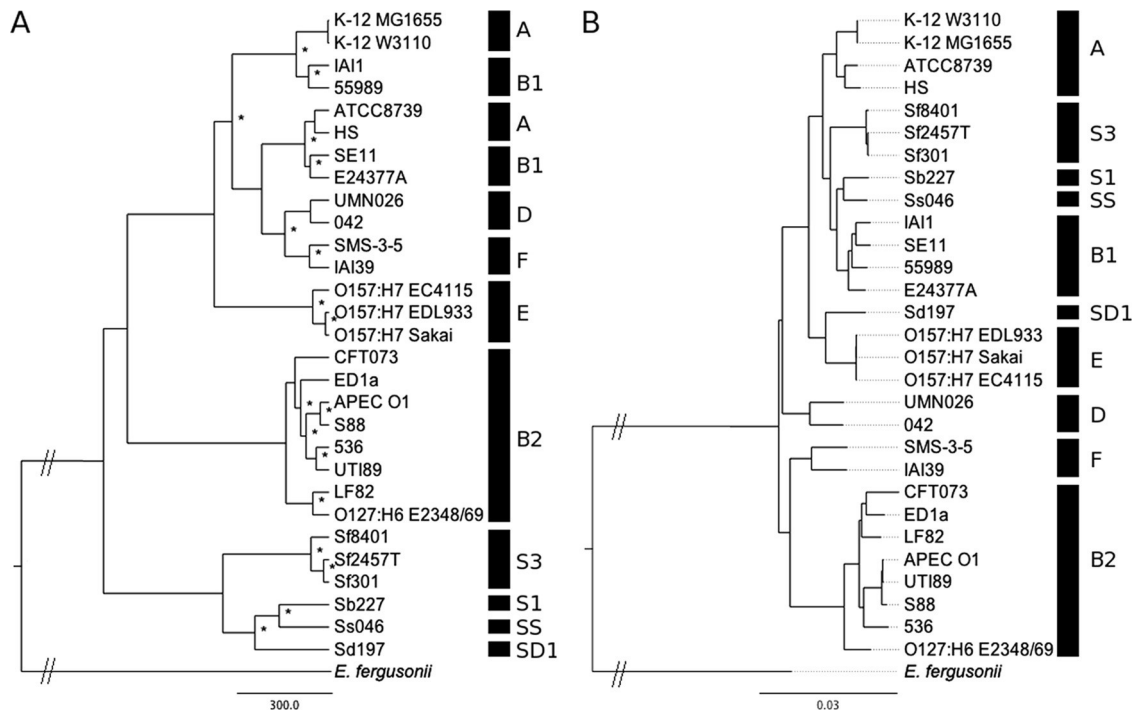 A
K-12 MG1655
K-12 W3110
A
IAI1
55989
B1
ATCC8739
HS
A
SE11
E24377A
B1
UMN026
042
D
SMS-3-5
IAI39
F
O157:H7 EC4115
O157:H7 EDL933
O157:H7 Sakai
E
CFT073
ED1a
APEC O1
S88
536
UTI89
LF82
O127:H6 E2348/69
B2
Sf8401
Sf2457T
Sf301
S3
Sb227
S1
Ss046
SS
Sd197
SD1
E. fergusonii
300.0
B
K-12 W3110
K-12 MG1655
ATCC8739
HS
A
Sf8401
Sf2457T
Sf301
S3
Sb227
S1
Ss046
SS
IAI1
SE11
55989
E24377A
B1
Sd197
SD1
O157:H7 EDL933
O157:H7 Sakai
O157:H7 EC4115
E
UMN026
042
D
SMS-3-5
IAI39
F
CFT073
ED1a
LF82
APEC O1
UTI89
S88
536
O127:H6 E2348/69
B2
E. fergusonii
0.03